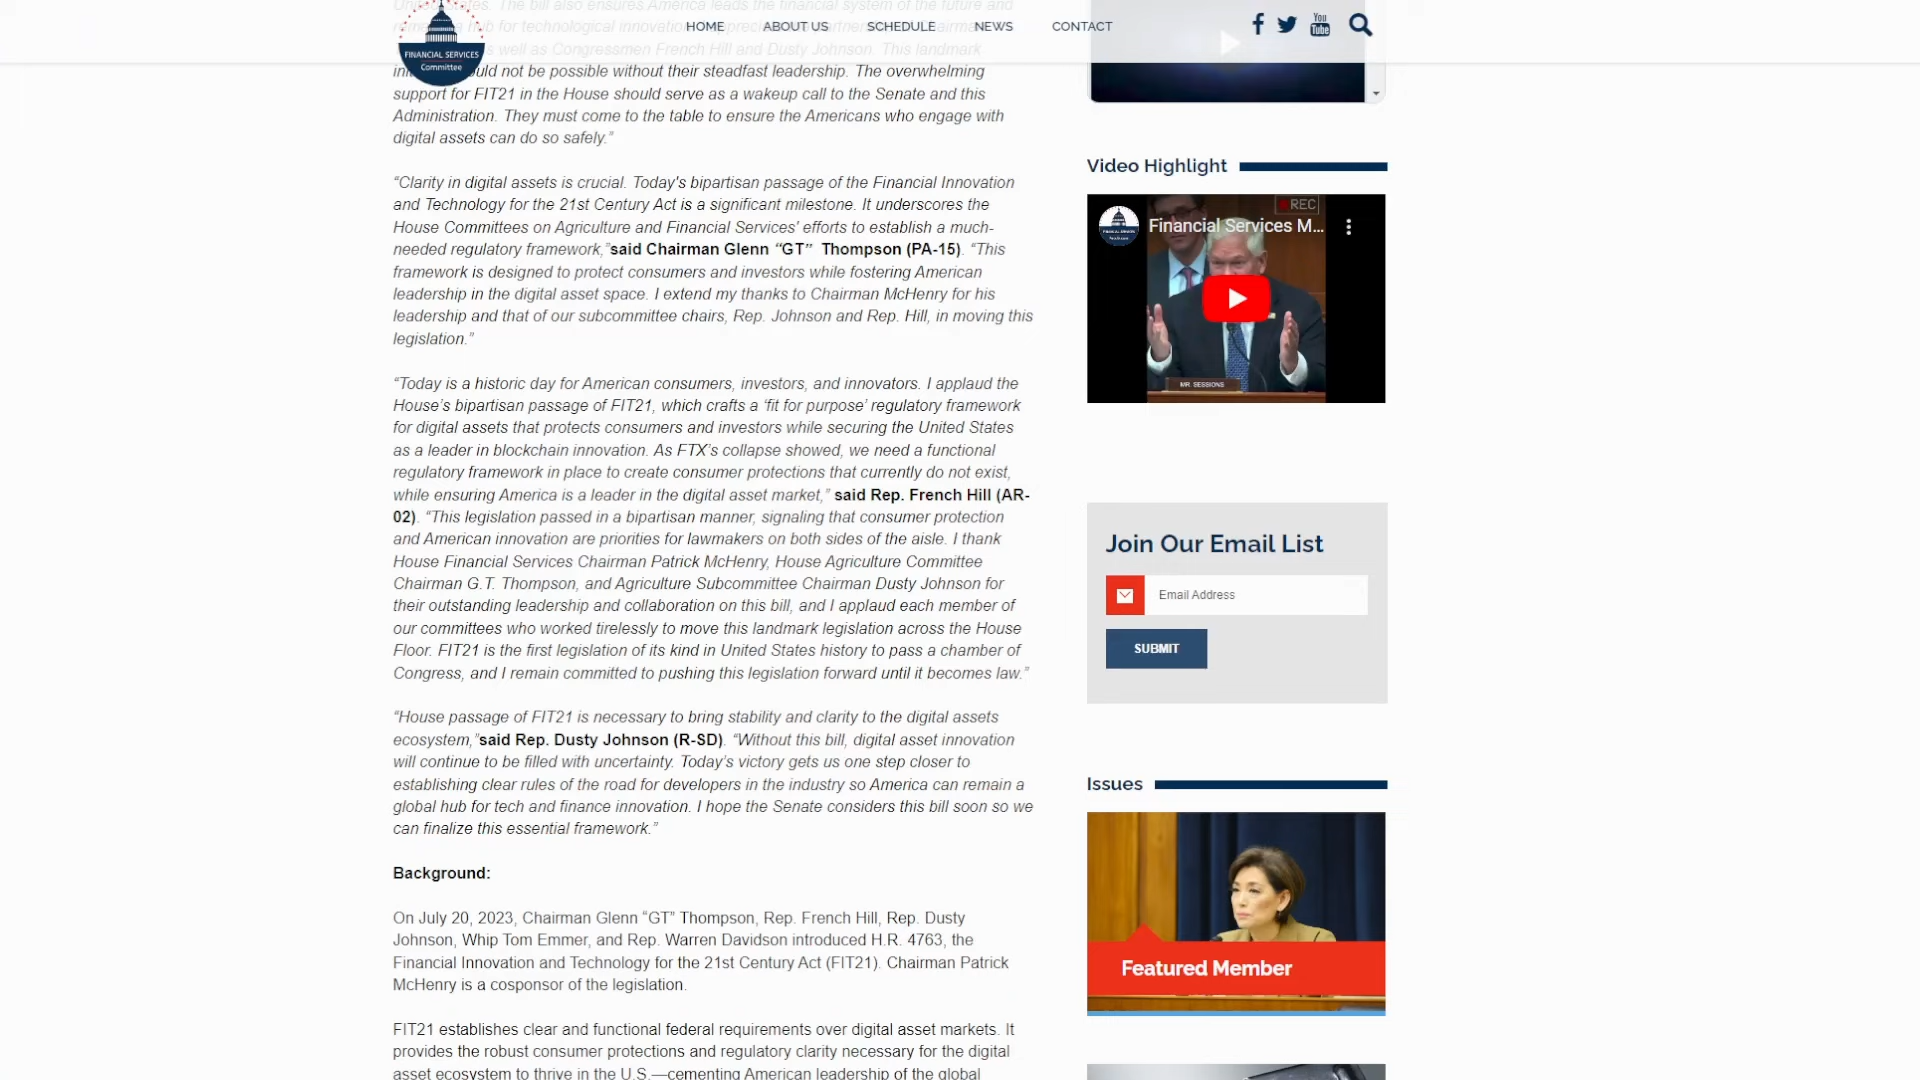 HOME ABOUT US SCHEDULE NEWS CONTACT
You
Tube
FINANCIAL SERVICES
Committee
United States. The bill also ensures America leads the financial system of the future and
hub for technological innovation
well as Congressmen French Hill and Dusty Johnson. This landmark
could not be possible without their steadfast leadership. The overwhelming
support for FIT21 in the House should serve as a wakeup call to the Senate and this
Administration. They must come to the table to ensure the Americans who engage with
digital assets can do so safely.”
“Clarity in digital assets is crucial. Today's bipartisan passage of the Financial Innovation
and Technology for the 21st Century Act is a significant milestone. It underscores the
House Committees on Agriculture and Financial Services' efforts to establish a much-
needed regulatory framework,”said Chairman Glenn “GT” Thompson (PA-15). “This
framework is designed to protect consumers and investors while fostering American
leadership in the digital asset space. I extend my thanks to Chairman McHenry for his
leadership and that of our subcommittee chairs, Rep. Johnson and Rep. Hill, in moving this
legislation.”
“Today is a historic day for American consumers, investors, and innovators. I applaud the
House’s bipartisan passage of FIT21, which crafts a ‘fit for purpose’ regulatory framework
for digital assets that protects consumers and investors while securing the United States
as a leader in blockchain innovation. As FTX’s collapse showed, we need a functional
regulatory framework in place to create consumer protections that currently do not exist,
while ensuring America is a leader in the digital asset market,” said Rep. French Hill (AR-
02). “This legislation passed in a bipartisan manner, signaling that consumer protection
and American innovation are priorities for lawmakers on both sides of the aisle. I thank
House Financial Services Chairman Patrick McHenry, House Agriculture Committee
Chairman G.T. Thompson, and Agriculture Subcommittee Chairman Dusty Johnson for
their outstanding leadership and collaboration on this bill, and I applaud each member of
our committees who worked tirelessly to move this landmark legislation across the House
Floor. FIT21 is the first legislation of its kind in United States history to pass a chamber of
Congress, and I remain committed to pushing this legislation forward until it becomes law.”
“House passage of FIT21 is necessary to bring stability and clarity to the digital assets
ecosystem,”said Rep. Dusty Johnson (R-SD). “Without this bill, digital asset innovation
will continue to be filled with uncertainty. Today’s victory gets us one step closer to
establishing clear rules of the road for developers in the industry so America can remain a
global hub for tech and finance innovation. I hope the Senate considers this bill soon so we
can finalize this essential framework.”
Background:
On July 20, 2023, Chairman Glenn “GT” Thompson, Rep. French Hill, Rep. Dusty
Johnson, Whip Tom Emmer, and Rep. Warren Davidson introduced H.R. 4763, the
Financial Innovation and Technology for the 21st Century Act (FIT21). Chairman Patrick
McHenry is a cosponsor of the legislation.
FIT21 establishes clear and functional federal requirements over digital asset markets. It
provides the robust consumer protections and regulatory clarity necessary for the digital
asset ecosystem to thrive in the U.S.—cementing American leadership of the global
Video Highlight
REC
Financial Services M...
MR. SESSIONS
Join Our Email List
Email Address
SUBMIT
Issues
Featured Member